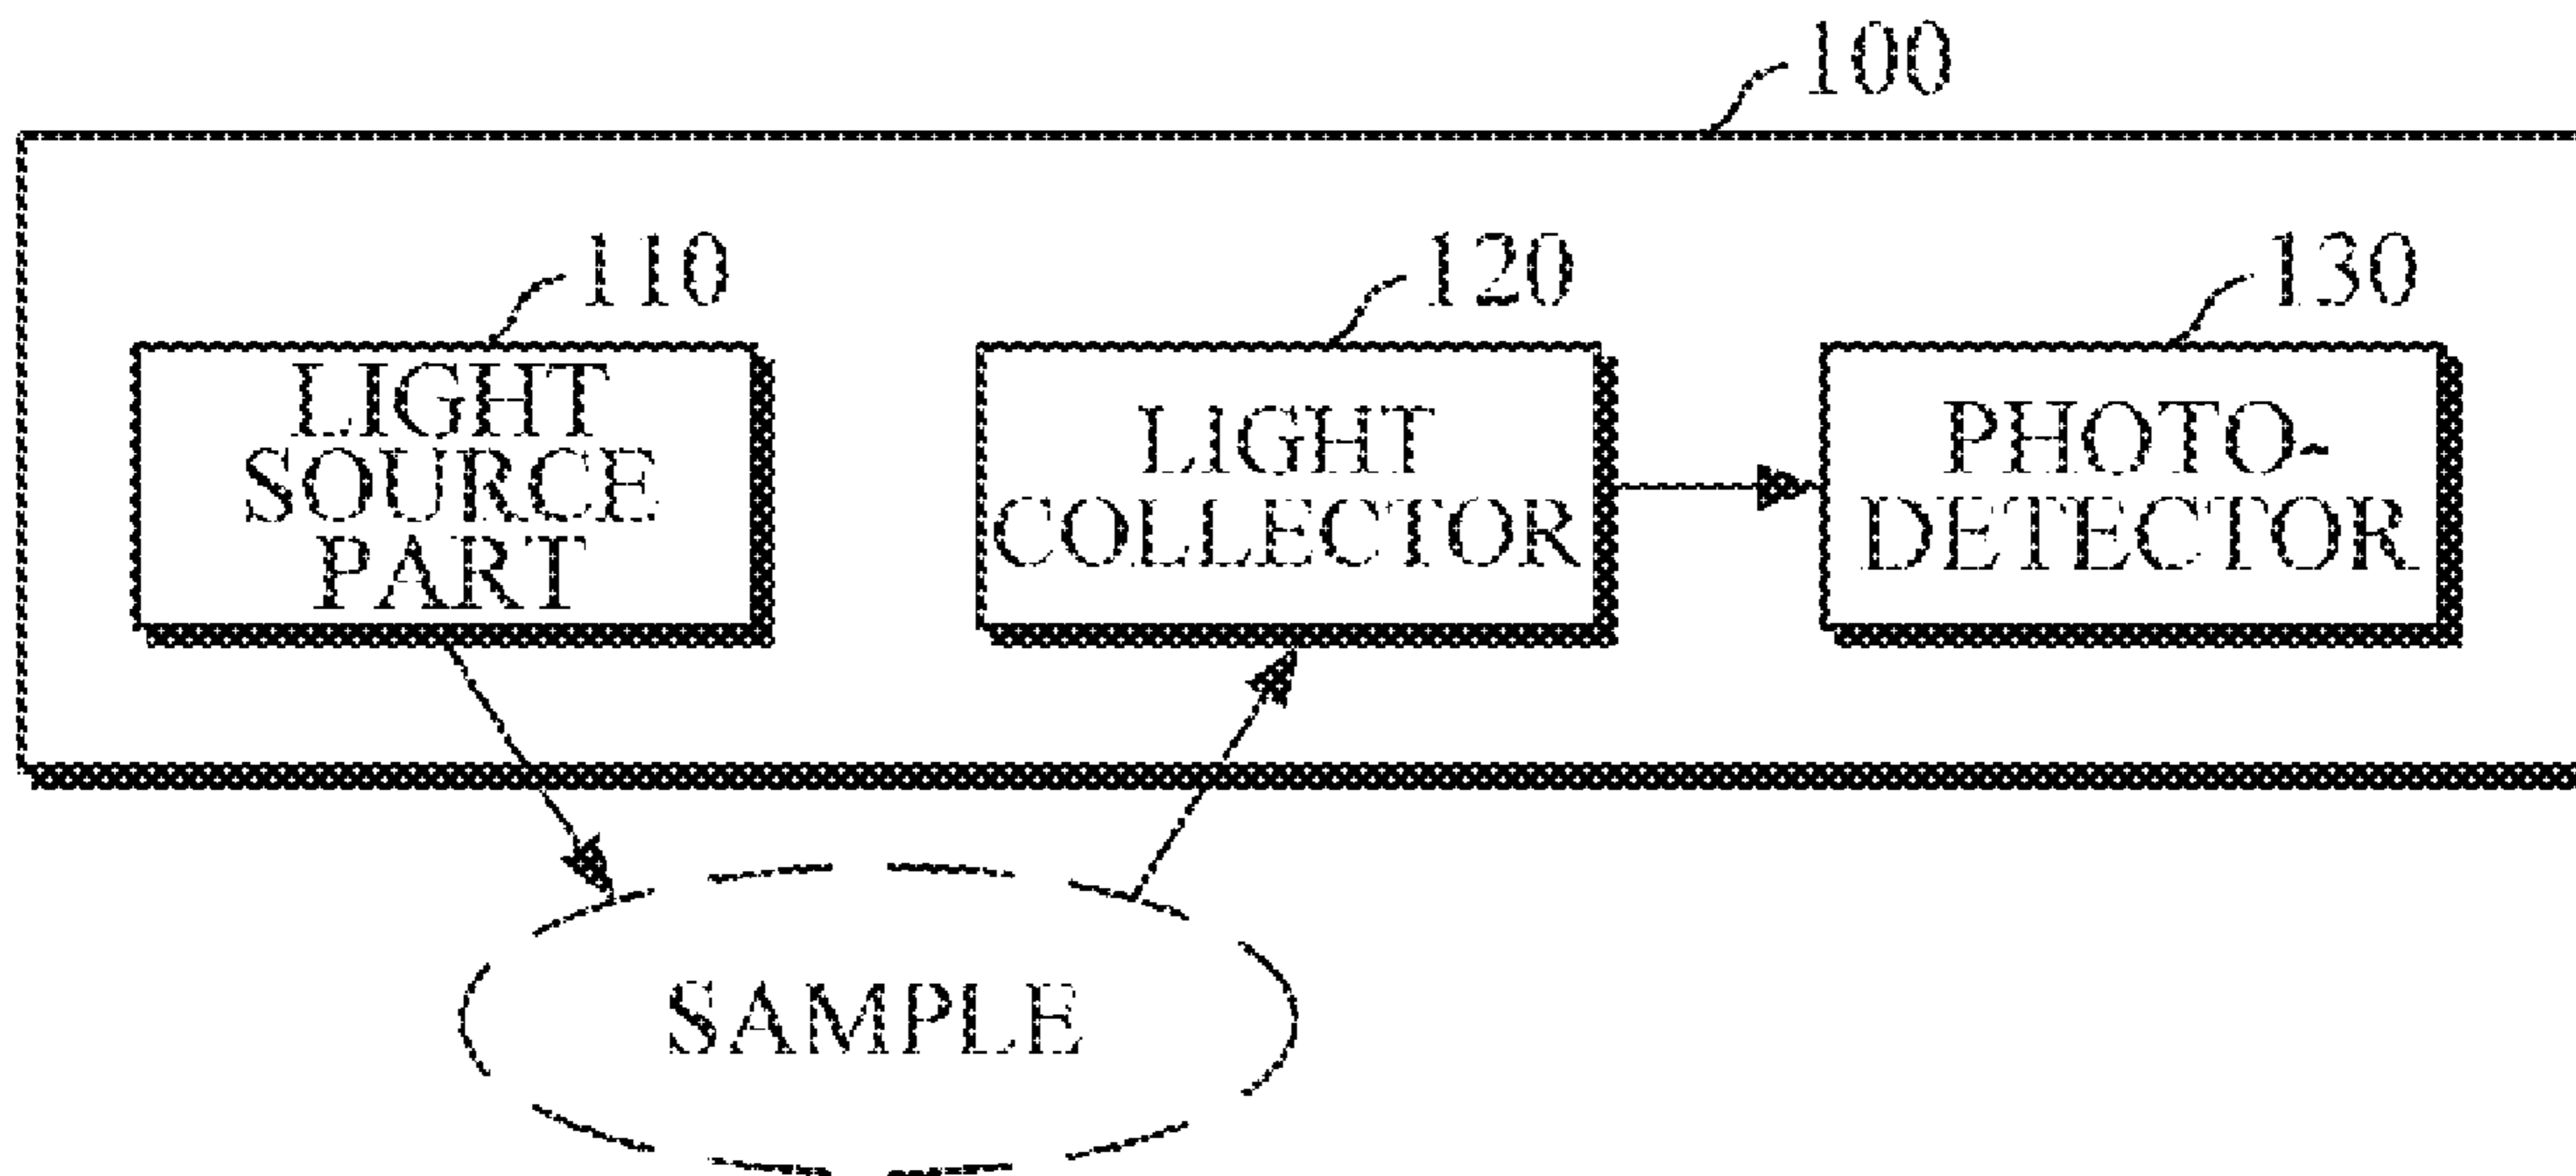 100
110
120
130
LIGHT
SOURCE
PART
LIGHT
COLLECTOR
PHOTO-
DETECTOR
SAMPLE